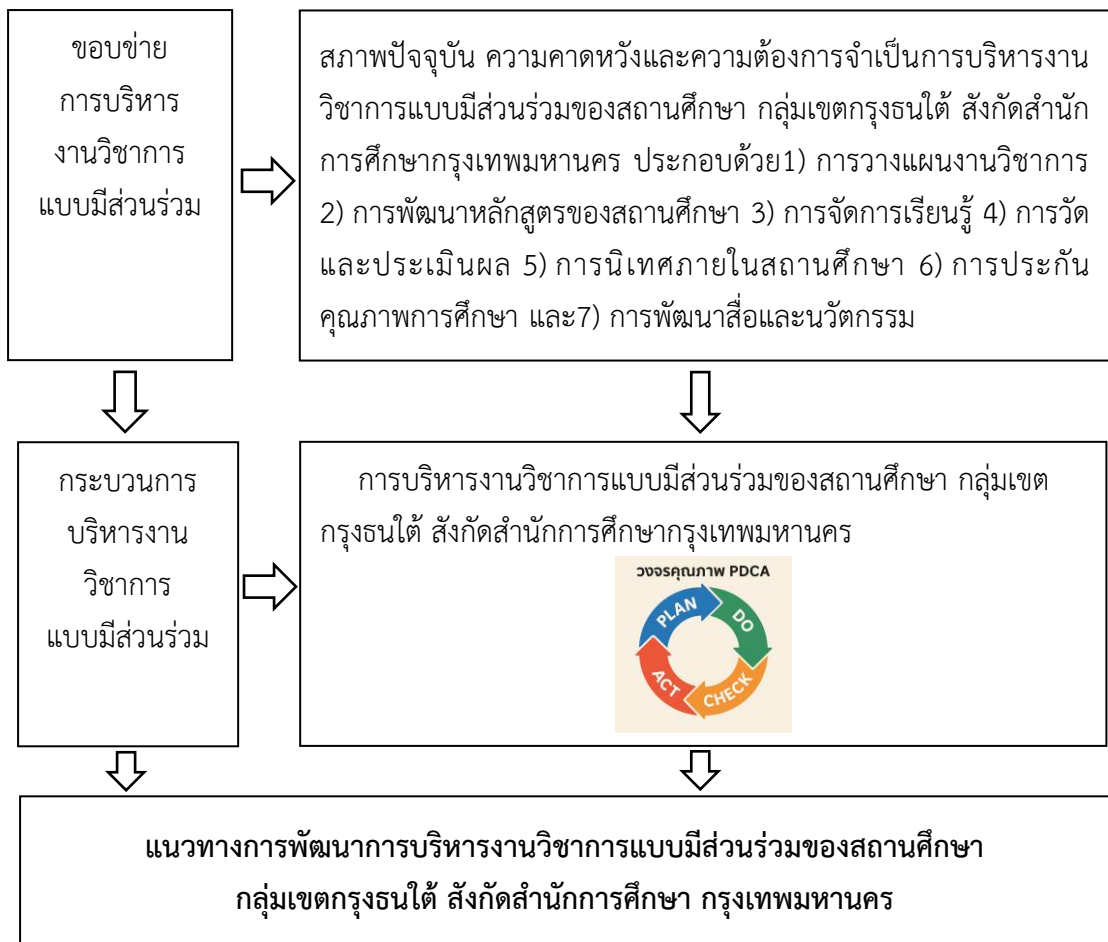 ขอบข่าย
การบริหาร
งานวิชาการ
แบบมีส่วนร่วม
สภาพปัจจุบัน ความคาดหวังและความต้องการจำเป็นการบริหารงาน
วิชาการแบบมีส่วนร่วมของสถานศึกษา กลุ่มเขตกรุงธนใต้ สังกัดสำนัก
การศึกษากรุงเทพมหานคร ประกอบด้วย1) การวางแผนงานวิชาการ
2) การพัฒนาหลักสูตรของสถานศึกษา 3) การจัดการเรียนรู้ 4) การวัด
และประเมินผล 5) การนิเทศภายในสถานศึกษา 6) การประกัน
คุณภาพการศึกษา และ7) การพัฒนาสื่อและนวัตกรรม
กระบวนการ
บริหารงาน
วิชาการ
แบบมีส่วนร่วม
การบริหารงานวิชาการแบบมีส่วนร่วมของสถานศึกษา กลุ่มเขต
กรุงธนใต้ สังกัดสำนักการศึกษากรุงเทพมหานคร
วงจรคุณภาพ PDCA
PLAN
DO
CHECK
ACT
แนวทางการพัฒนาการบริหารงานวิชาการแบบมีส่วนร่วมของสถานศึกษา
กลุ่มเขตกรุงธนใต้ สังกัดสำนักการศึกษา กรุงเทพมหานคร